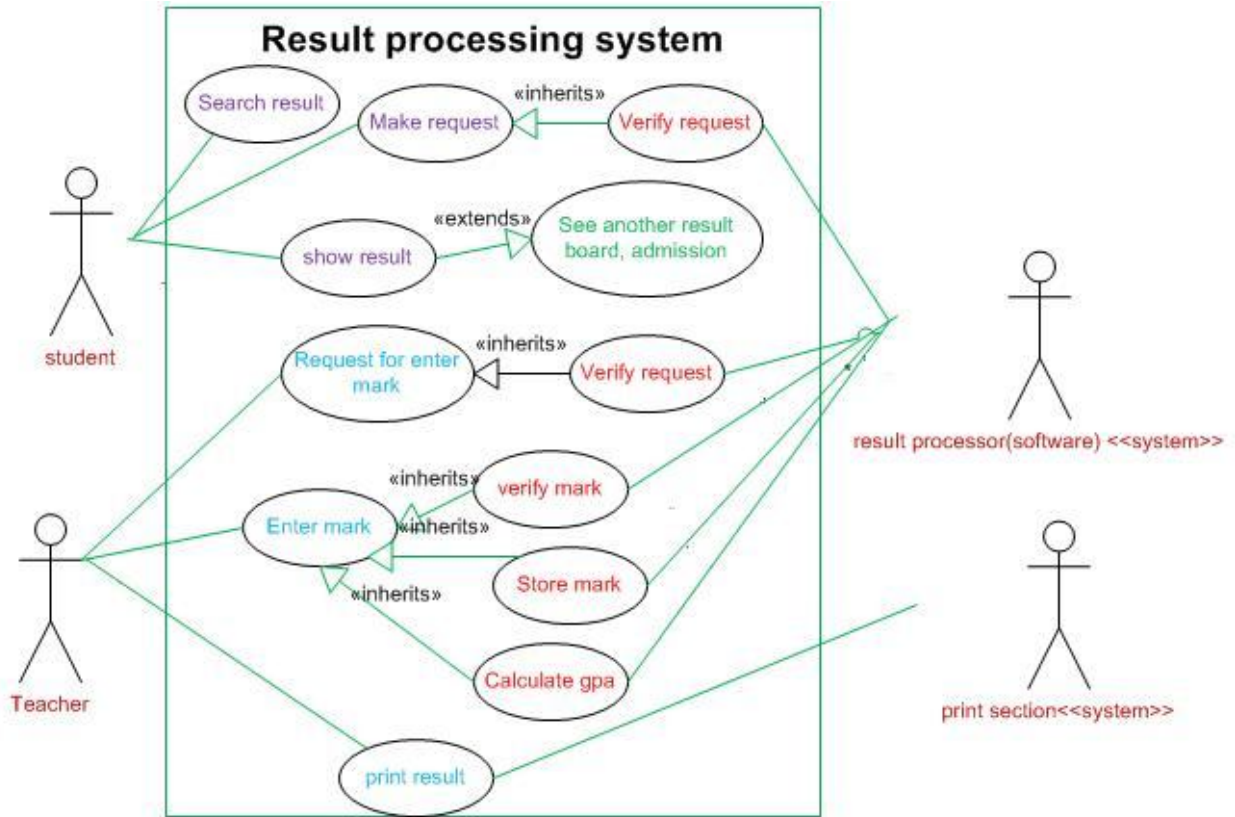 Result processing system
Search result
Make request
«inherits»
Verify request
«extends»
See another result
board, admission
show result
student
Request for enter
mark
«inherits»
Verify request
result processor(software) <<system>>
«inherits»
verify mark
Enter mark
«inherits»
Store mark
«inherits»
Calculate gpa
Teacher
print section<<system>>
print result